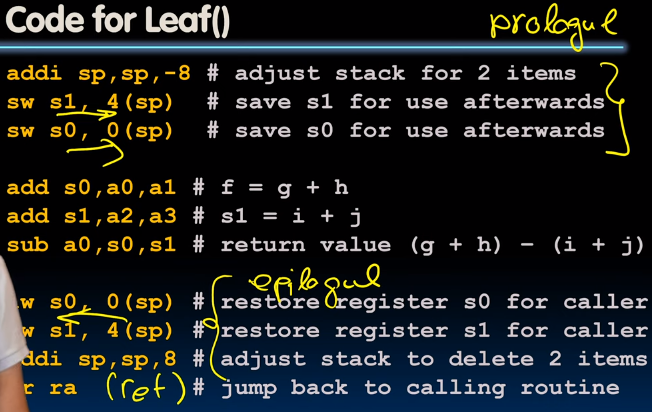 Code for Leaf()
prologue
addi sp,sp,-8 # adjust stack for 2 items
sw s1, 4(sp) # save s1 for use afterwards
sw s0, 0(sp) # save s0 for use afterwards
add s0,a0,a1 # f = g + h
add s1,a2,a3 # s1 = i + j
sub a0,s0,s1 # return value (g + h) - (i + j)
epilogue
w s0, 0(sp) # restore register s0 for caller
w s1, 4(sp) # restore register s1 for caller
ddi sp,sp,8 # adjust stack to delete 2 items
r ra (ret) # jump back to calling routine